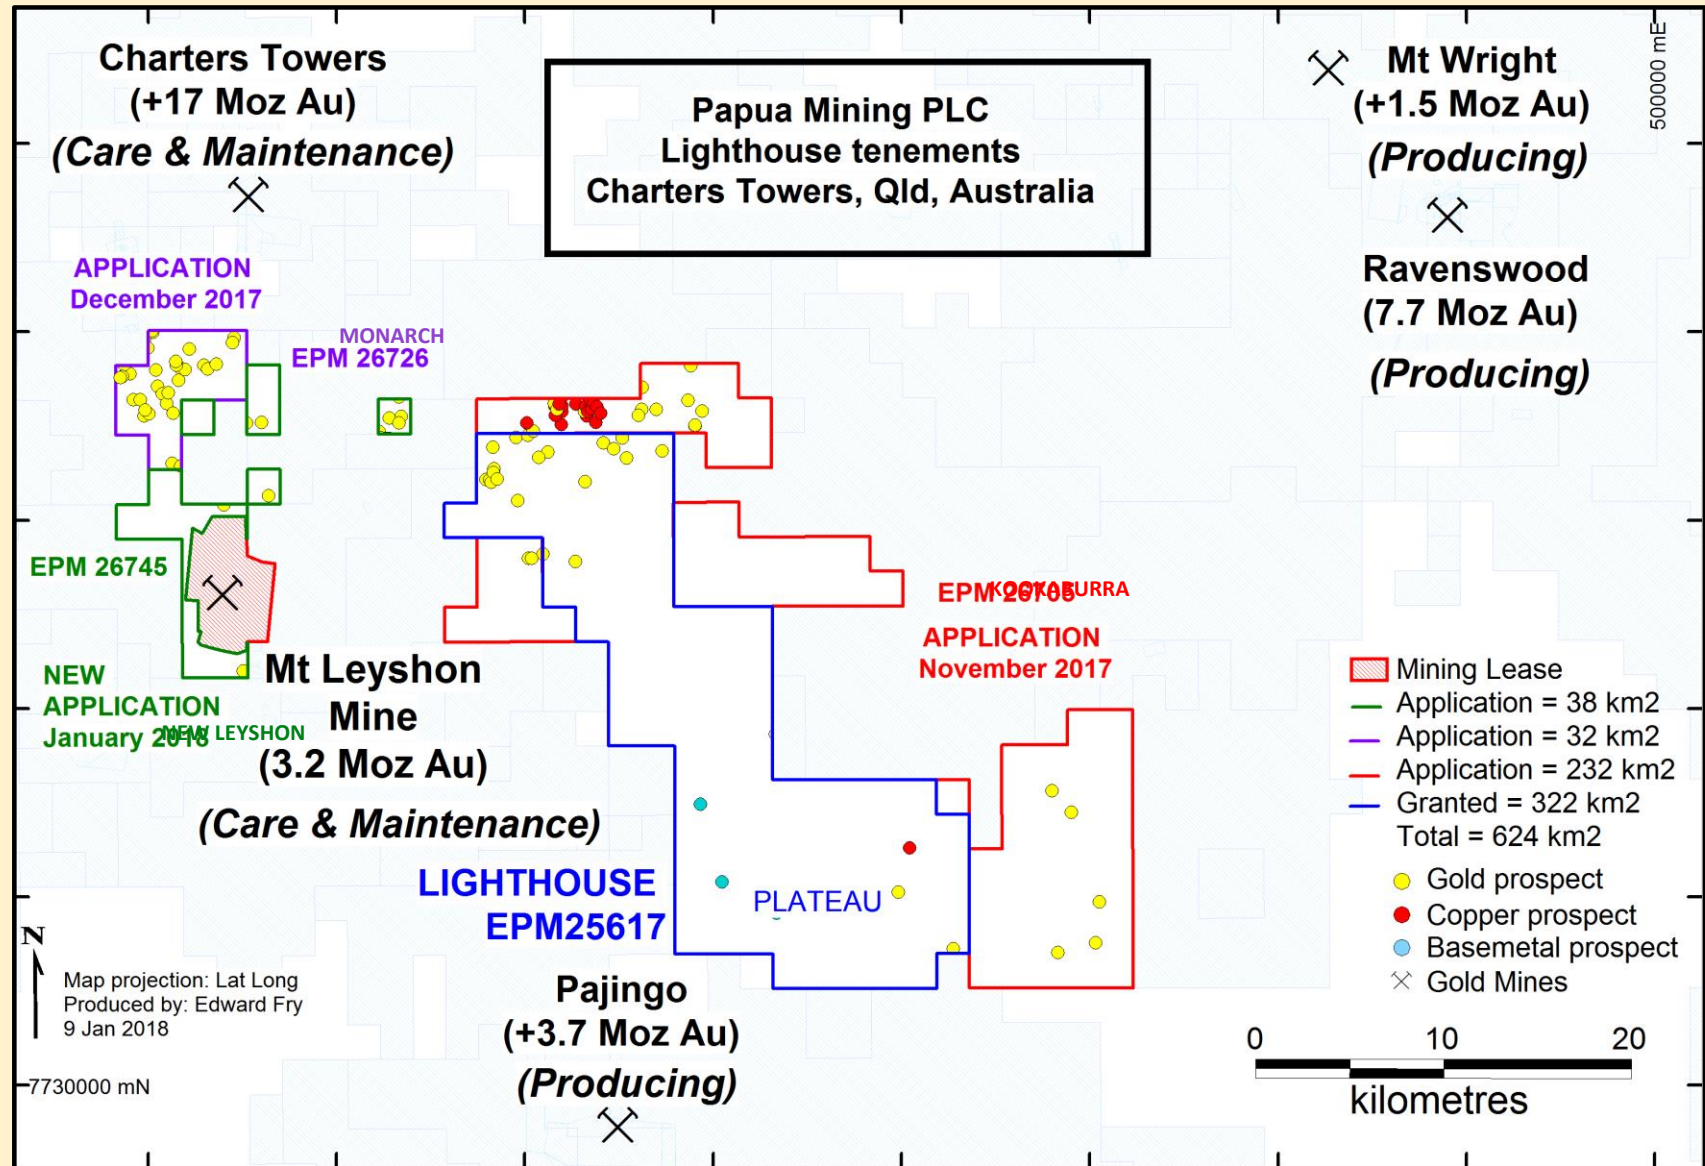 Charters Towers
(+17 Moz Au)
(Care & Maintenance)
Papua Mining PLC
Lighthouse tenements
Charters Towers, Qld, Australia
Mt Wright
(+1.5 Moz Au)
(Producing)
500000 mE
Ravenswood
(7.7 Moz Au)
(Producing)
APPLICATION
December 2017
MONARCH
EPM 26726
EPM 26745
EPM 26705
KOOKABURRA
APPLICATION
November 2017
NEW
APPLICATION
January 2018
NEW LEYSHON
Mt Leyshon
Mine
(3.2 Moz Au)
(Care & Maintenance)
LIGHTHOUSE
EPM25617
PLATEAU
Mining Lease
Application = 38 km2
Application = 32 km2
Application = 232 km2
Granted = 322 km2
Total = 624 km2
Gold prospect
Copper prospect
Basemetal prospect
Gold Mines
N
Map projection: Lat Long
Produced by: Edward Fry
9 Jan 2018
Pajingo
(+3.7 Moz Au)
(Producing)
0 10 20
kilometres
7730000 mN